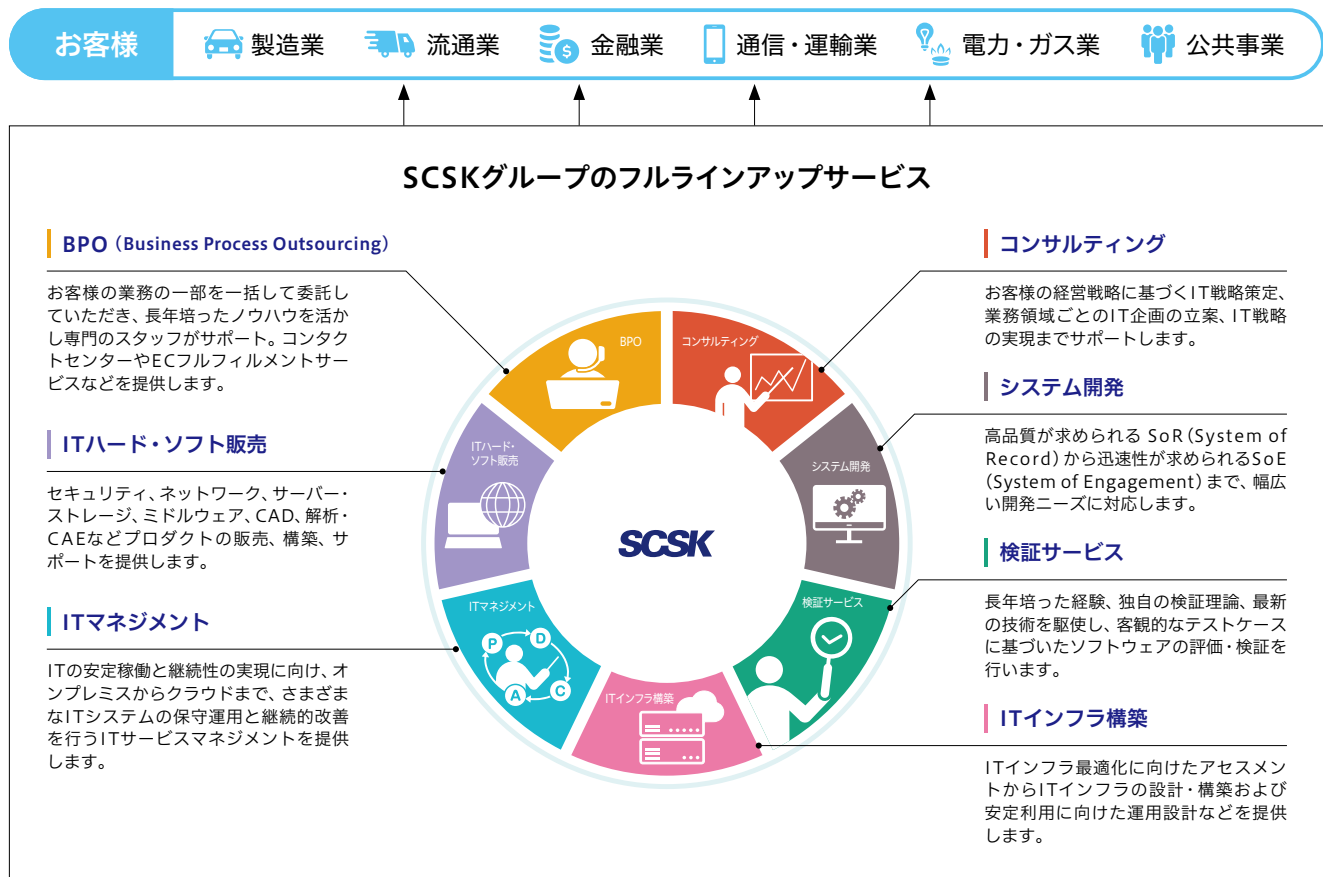 お客様
製造業
流通業
金融業
通信・運輸業
電力・ガス業
公共事業
SCSKグループのフルラインアップサービス
BPO（Business Process Outsourcing）
お客様の業務の一部を一括して委託し
ていただき、長年培ったノウハウを活か
し専門のスタッフがサポート。コンタク
トセンターやECフルフィルメントサー
ビスなどを提供します。
ITハード・ソフト販売
セキュリティ、ネットワーク、サーバー・
ストレージ、ミドルウェア、CAD、解析・
CAEなどプロダクトの販売、構築、サ
ポートを提供します。
ITマネジメント
ITの安定稼働と継続性の実現に向け、オ
ンプレミスからクラウドまで、さまざま
なITシステムの保守運用と継続的改善
を行うITサービスマネジメントを提供
します。
BPO
コンサルティング
ITハード・
ソフト販売
システム開発
SCSK
ITマネジメント
P
D
A
C
検証サービス
ITインフラ構築
コンサルティング
お客様の経営戦略に基づくIT戦略策定、
業務領域ごとのIT企画の立案、IT戦略
の実現までサポートします。
システム開発
高品質が求められる SoR（System of
Record）から迅速性が求められるSoE
（System of Engagement）まで、幅広
い開発ニーズに対応します。
検証サービス
長年培った経験、独自の検証理論、最新
の技術を駆使し、客観的なテストケース
に基づいたソフトウェアの評価・検証を
行います。
ITインフラ構築
ITインフラ最適化に向けたアセスメン
トからITインフラの設計・構築および
安定利用に向けた運用設計などを提供
します。